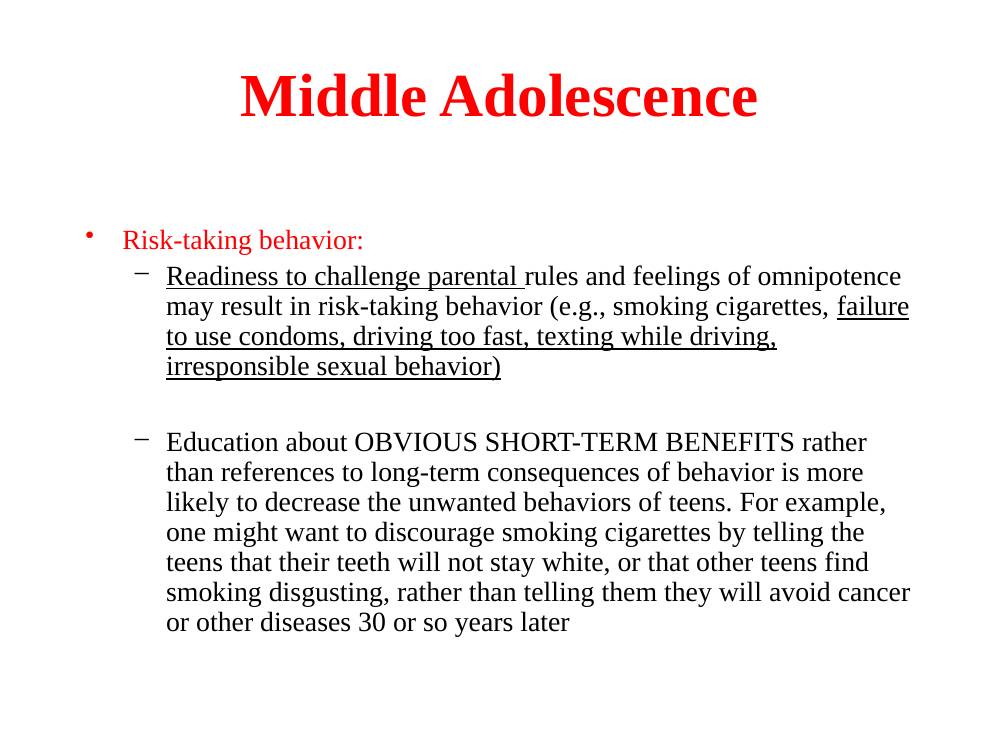 Middle Adolescence
• Risk-taking behavior:
– Readiness to challenge parental rules and feelings of omnipotence
may result in risk-taking behavior (e.g., smoking cigarettes, failure
to use condoms, driving too fast, texting while driving,
irresponsible sexual behavior)
– Education about OBVIOUS SHORT-TERM BENEFITS rather
than references to long-term consequences of behavior is more
likely to decrease the unwanted behaviors of teens. For example,
one might want to discourage smoking cigarettes by telling the
teens that their teeth will not stay white, or that other teens find
smoking disgusting, rather than telling them they will avoid cancer
or other diseases 30 or so years later